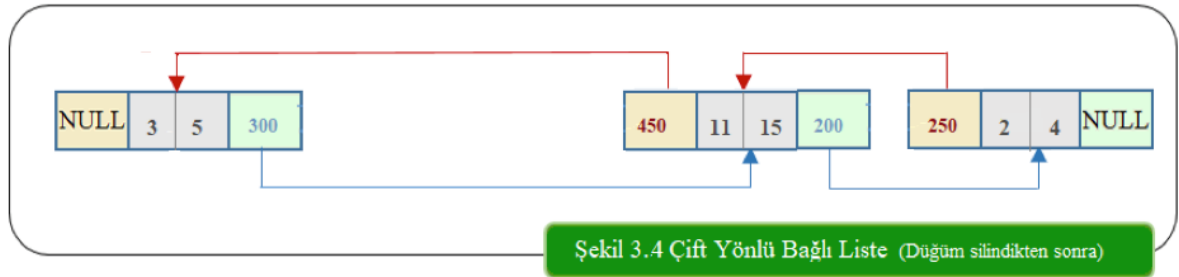 NULL 3 5 300 450 11 15 200 250 2 4 NULL
Şekil 3.4 Çift Yönlü Bağlı Liste (Düğüm silindikten sonra)